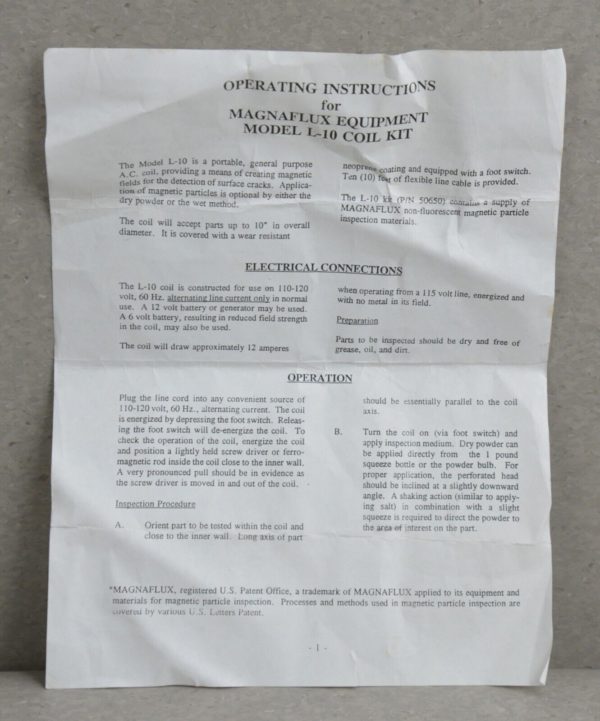 OPERATING INSTRUCTIONS
for
MAGNAFLUX EQUIPMENT
MODEL L-10 COIL KIT
The Model L-10 is a portable, general purpose
A.C. coil, providing a means of creating magnetic
fields for the detection of surface cracks. Applica-
tion of magnetic particles is optional by either the
dry powder or the wet method.
The coil will accept parts up to 10" in overall
diameter. It is covered with a wear resistant
neoprene coating and equipped with a foot switch.
Ten (10) feet of flexible line cable is provided.
The L-10 kit (P/N 50650) contains a supply of
MAGNAFLUX non-fluorescent magnetic particle
inspection materials.
ELECTRICAL CONNECTIONS
The L-10 coil is constructed for use on 110-120
volt, 60 Hz. alternating line current only in normal
use. A 12 volt battery or generator may be used.
A 6 volt battery, resulting in reduced field strength
in the coil, may also be used.
The coil will draw approximately 12 amperes
when operating from a 115 volt line, energized and
with no metal in its field.
Preparation
Parts to be inspected should be dry and free of
grease, oil, and dirt.
OPERATION
Plug the line cord into any convenient source of
110-120 volt, 60 Hz., alternating current. The coil
is energized by depressing the foot switch. Releas-
ing the foot switch will de-energize the coil. To
check the operation of the coil, energize the coil
and position a lightly held screw driver or ferro-
magnetic rod inside the coil close to the inner wall.
A very pronounced pull should be in evidence as
the screw driver is moved in and out of the coil.
Inspection Procedure
A. Orient part to be tested within the coil and
close to the inner wall. Long axis of part
should be essentially parallel to the coil
axis.
B. Turn the coil on (via foot switch) and
apply inspection medium. Dry powder can
be applied directly from the 1 pound
squeeze bottle or the powder bulb. For
proper application, the perforated head
should be inclined at a slightly downward
angle. A shaking action (similar to apply-
ing salt) in combination with a slight
squeeze is required to direct the powder to
the area of interest on the part.
*MAGNAFLUX, registered U.S. Patent Office, a trademark of MAGNAFLUX applied to its equipment and
materials for magnetic particle inspection. Processes and methods used in magnetic particle inspection are
covered by various U.S. Letters Patent.
- 1 -